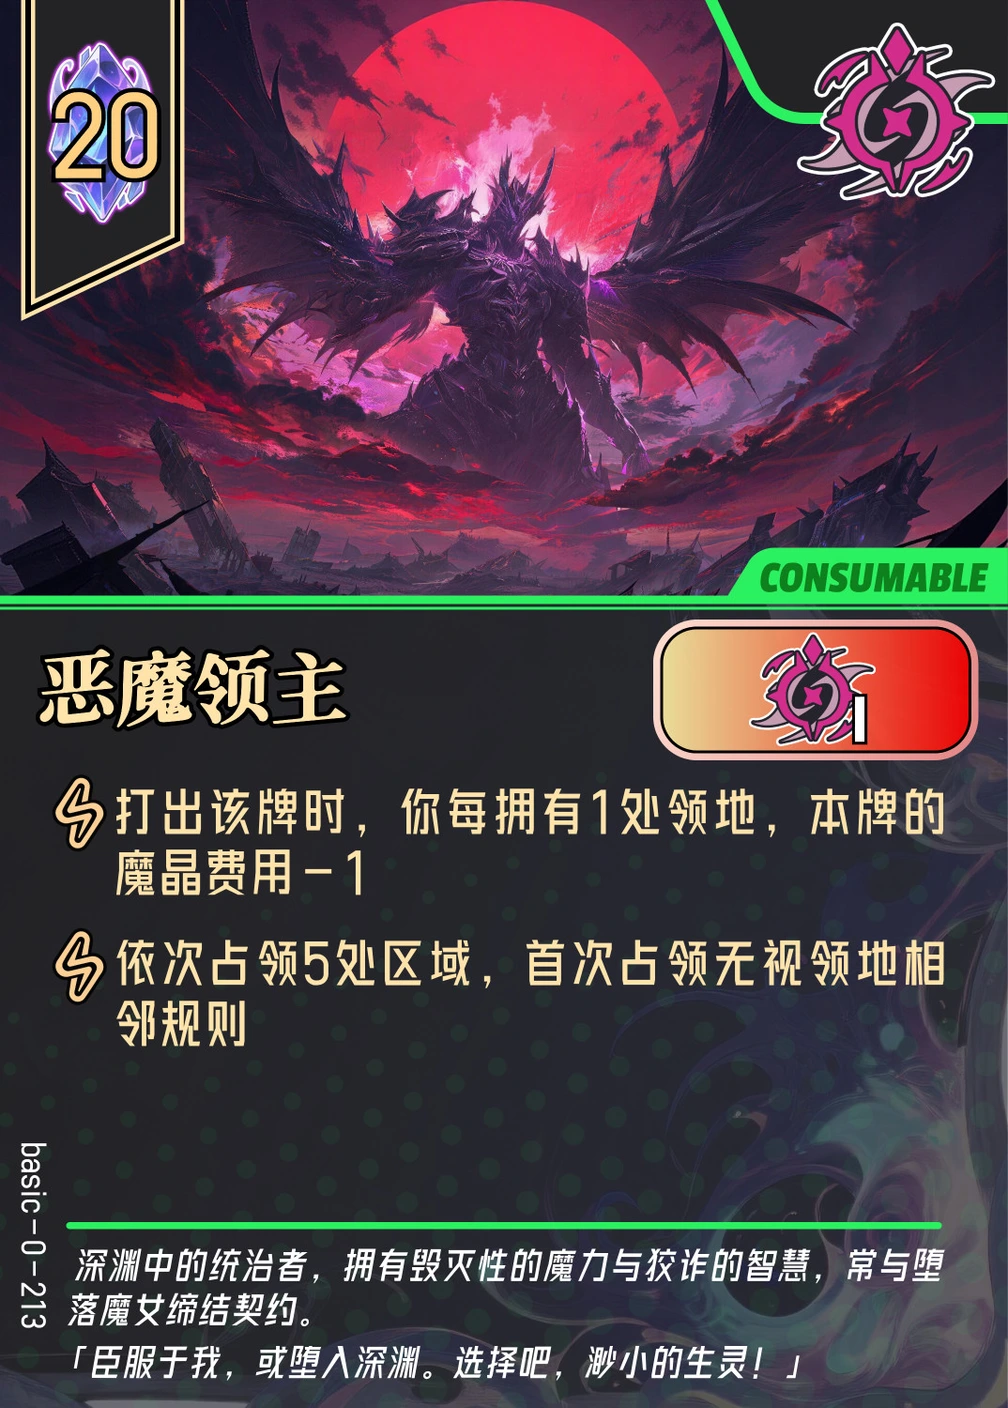 20
CONSUMABLE
恶魔领主
I
打出该牌时，你每拥有1处领地，本牌的
魔晶费用－1
依次占领5处区域，首次占领无视领地相
邻规则
basic-0-213
深渊中的统治者，拥有毁灭性的魔力与狡诈的智慧，常与堕
落魔女缔结契约。
「臣服于我，或堕入深渊。选择吧，渺小的生灵！」